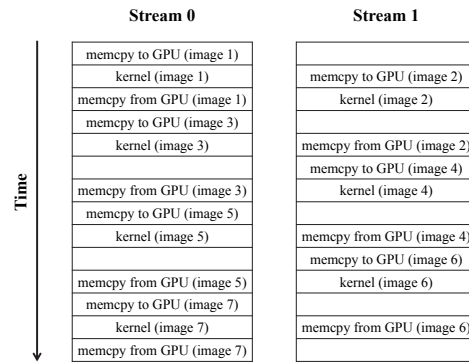 Stream 0
Stream 1
Time
memcpy to GPU (image 1)
kernel (image 1)
memcpy to GPU (image 2)
memcpy from GPU (image 1)
kernel (image 2)
memcpy to GPU (image 3)
kernel (image 3)
memcpy from GPU (image 2)
memcpy to GPU (image 4)
memcpy from GPU (image 3)
kernel (image 4)
memcpy to GPU (image 5)
kernel (image 5)
memcpy from GPU (image 4)
memcpy to GPU (image 6)
memcpy from GPU (image 5)
kernel (image 6)
memcpy to GPU (image 7)
kernel (image 7)
memcpy from GPU (image 6)
memcpy from GPU (image 7)